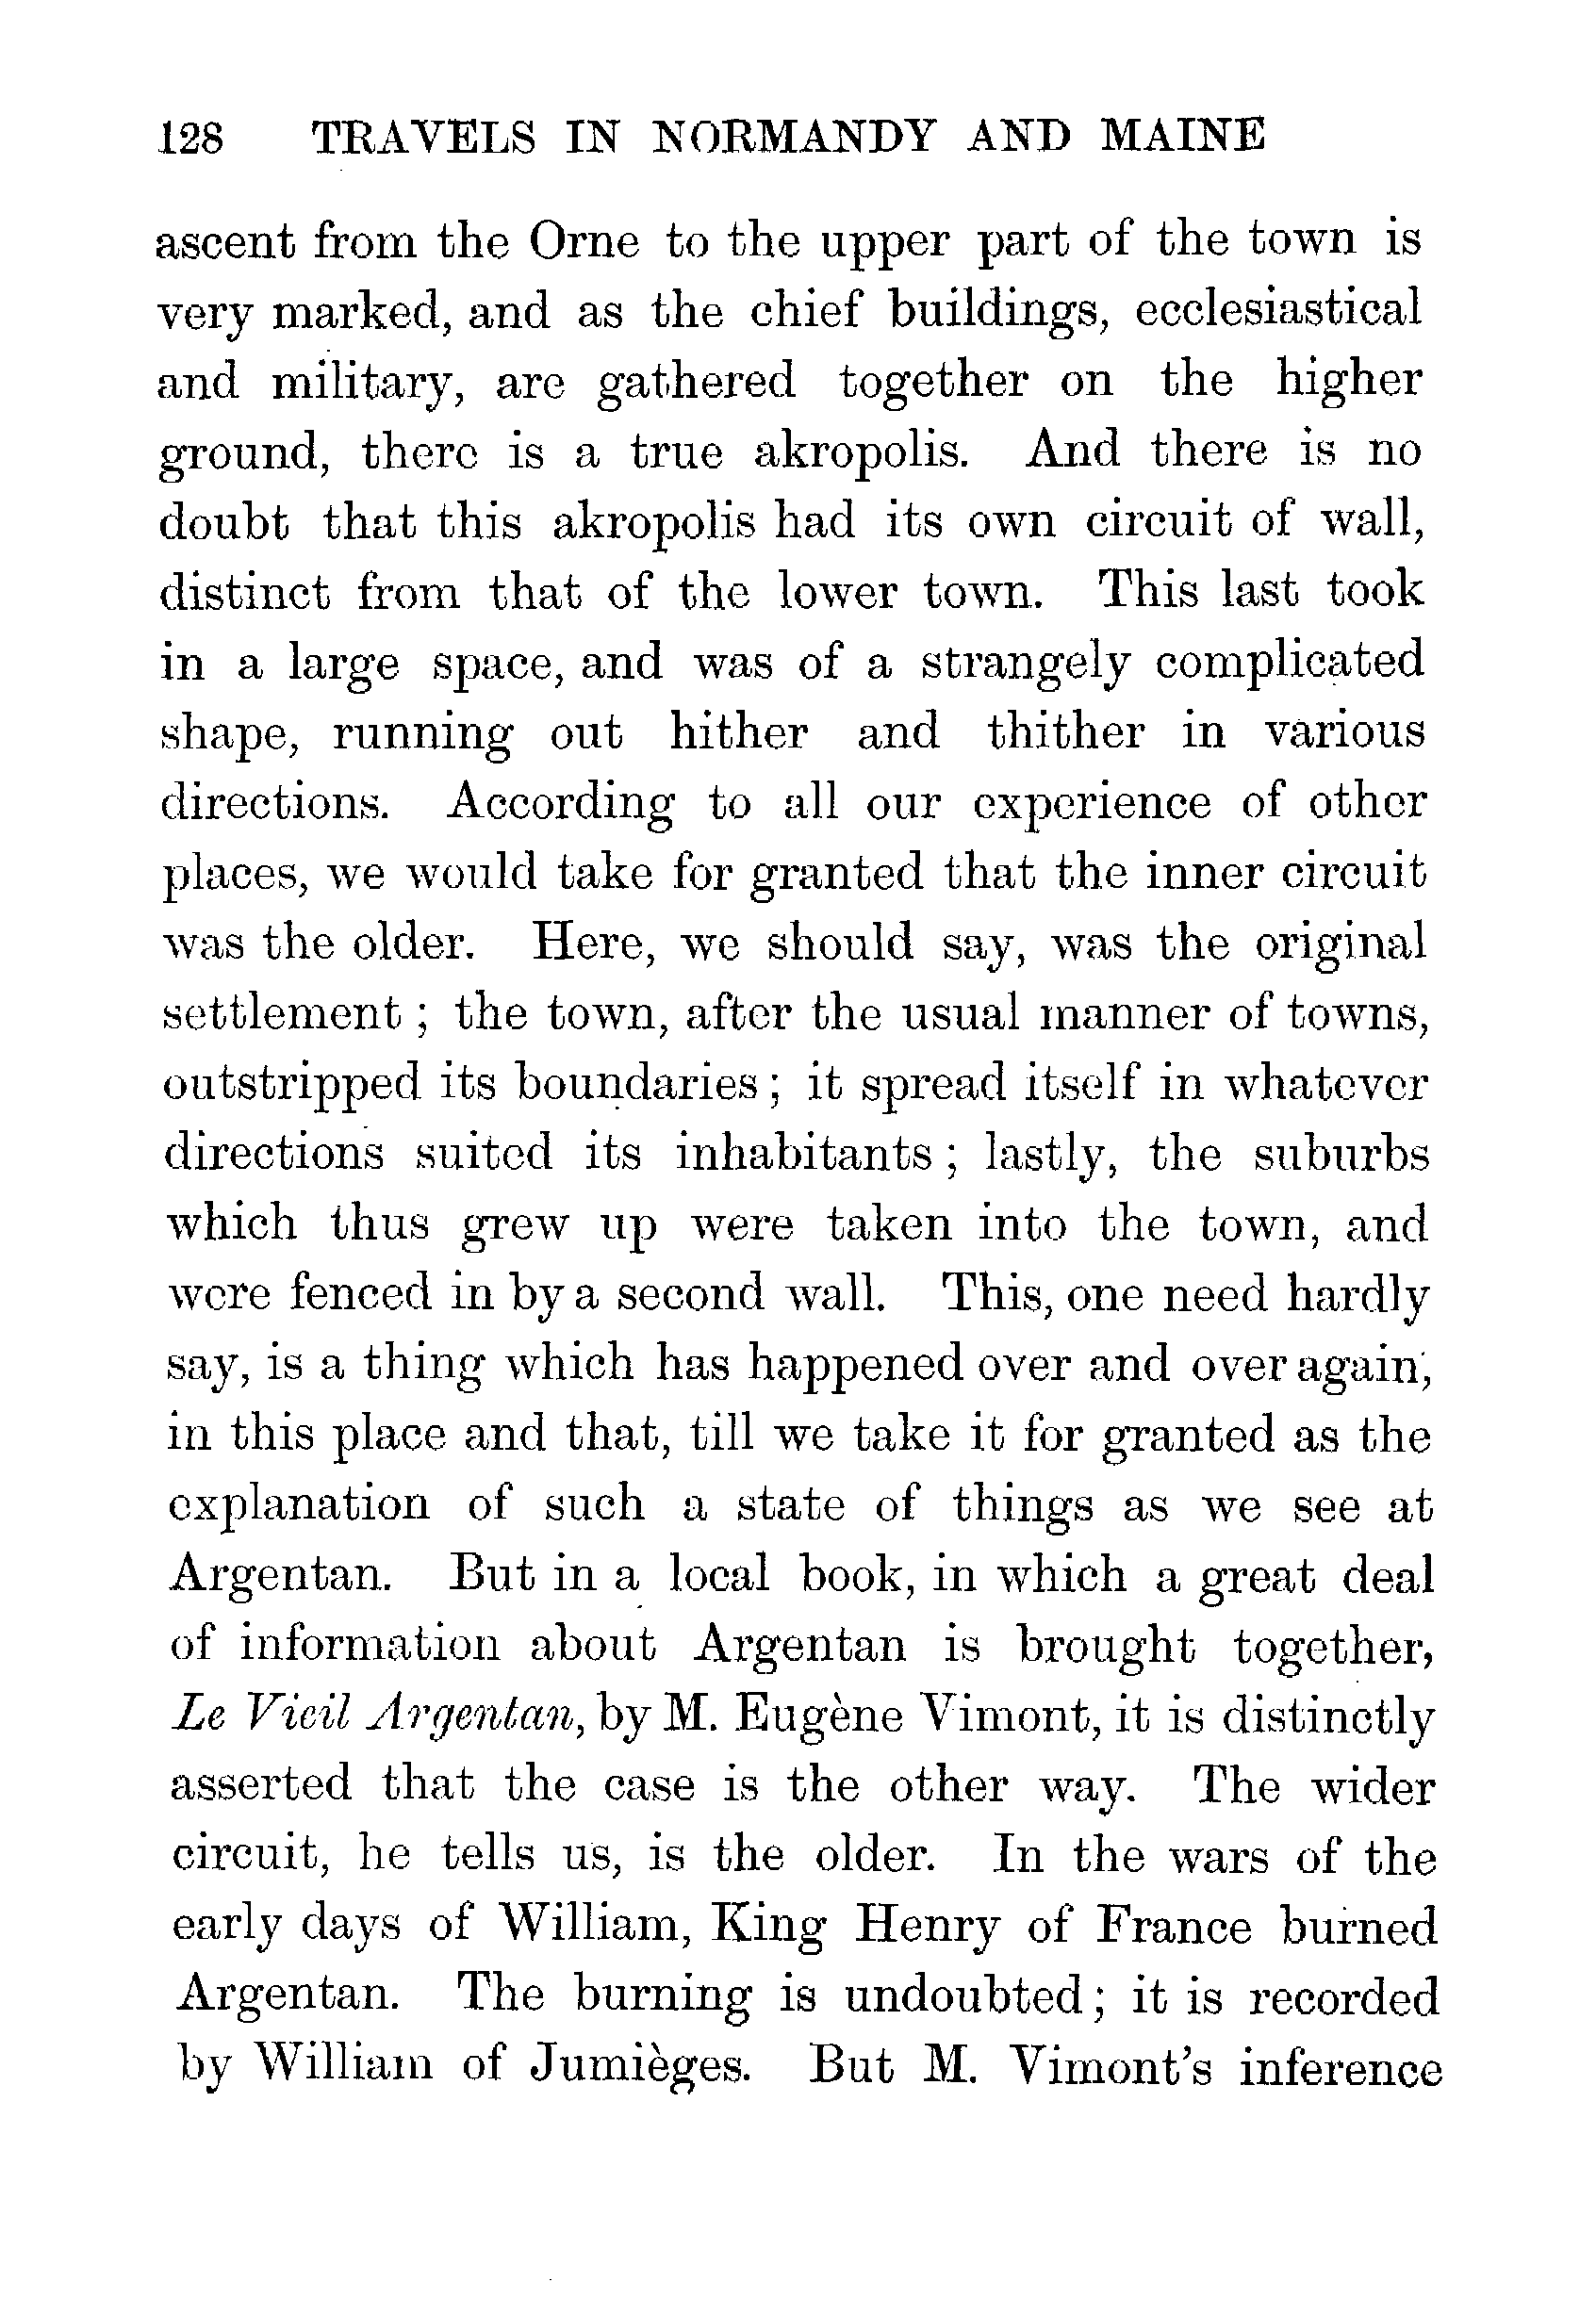 128 TRAVELS IN NORMANDY AND MAINE
ascent from the Orne to the upper part of the town is
very marked, and as the chief buildings, ecclesiastical
and military, are gathered together on the higher
ground, there is a true akropolis. And there is no
doubt that this akropolis had its own circuit of wall,
distinct from that of the lower town. This last took
in a large space, and was of a strangely complicated
shape, running out hither and thither in various
directions. According to all our experience of other
places, we would take for granted that the inner circuit
was the older. Here, we should say, was the original
settlement ; the town, after the usual manner of towns,
outstripped its boundaries ; it spread itself in whatever
directions suited its inhabitants ; lastly, the suburbs
which thus grew up were taken into the town, and
were fenced in by a second wall. This, one need hardly
say, is a thing which has happened over and over again,
in this place and that, till we take it for granted as the
explanation of such a state of things as we see at
Argentan. But in a local book, in which a great deal
of information about Argentan is brought together,
Le Vieil Argentan, by M. Eugène Vimont, it is distinctly
asserted that the case is the other way. The wider
circuit, he tells us, is the older. In the wars of the
early days of William, King Henry of France burned
Argentan. The burning is undoubted ; it is recorded
by William of Jumièges. But M. Vimont's inference